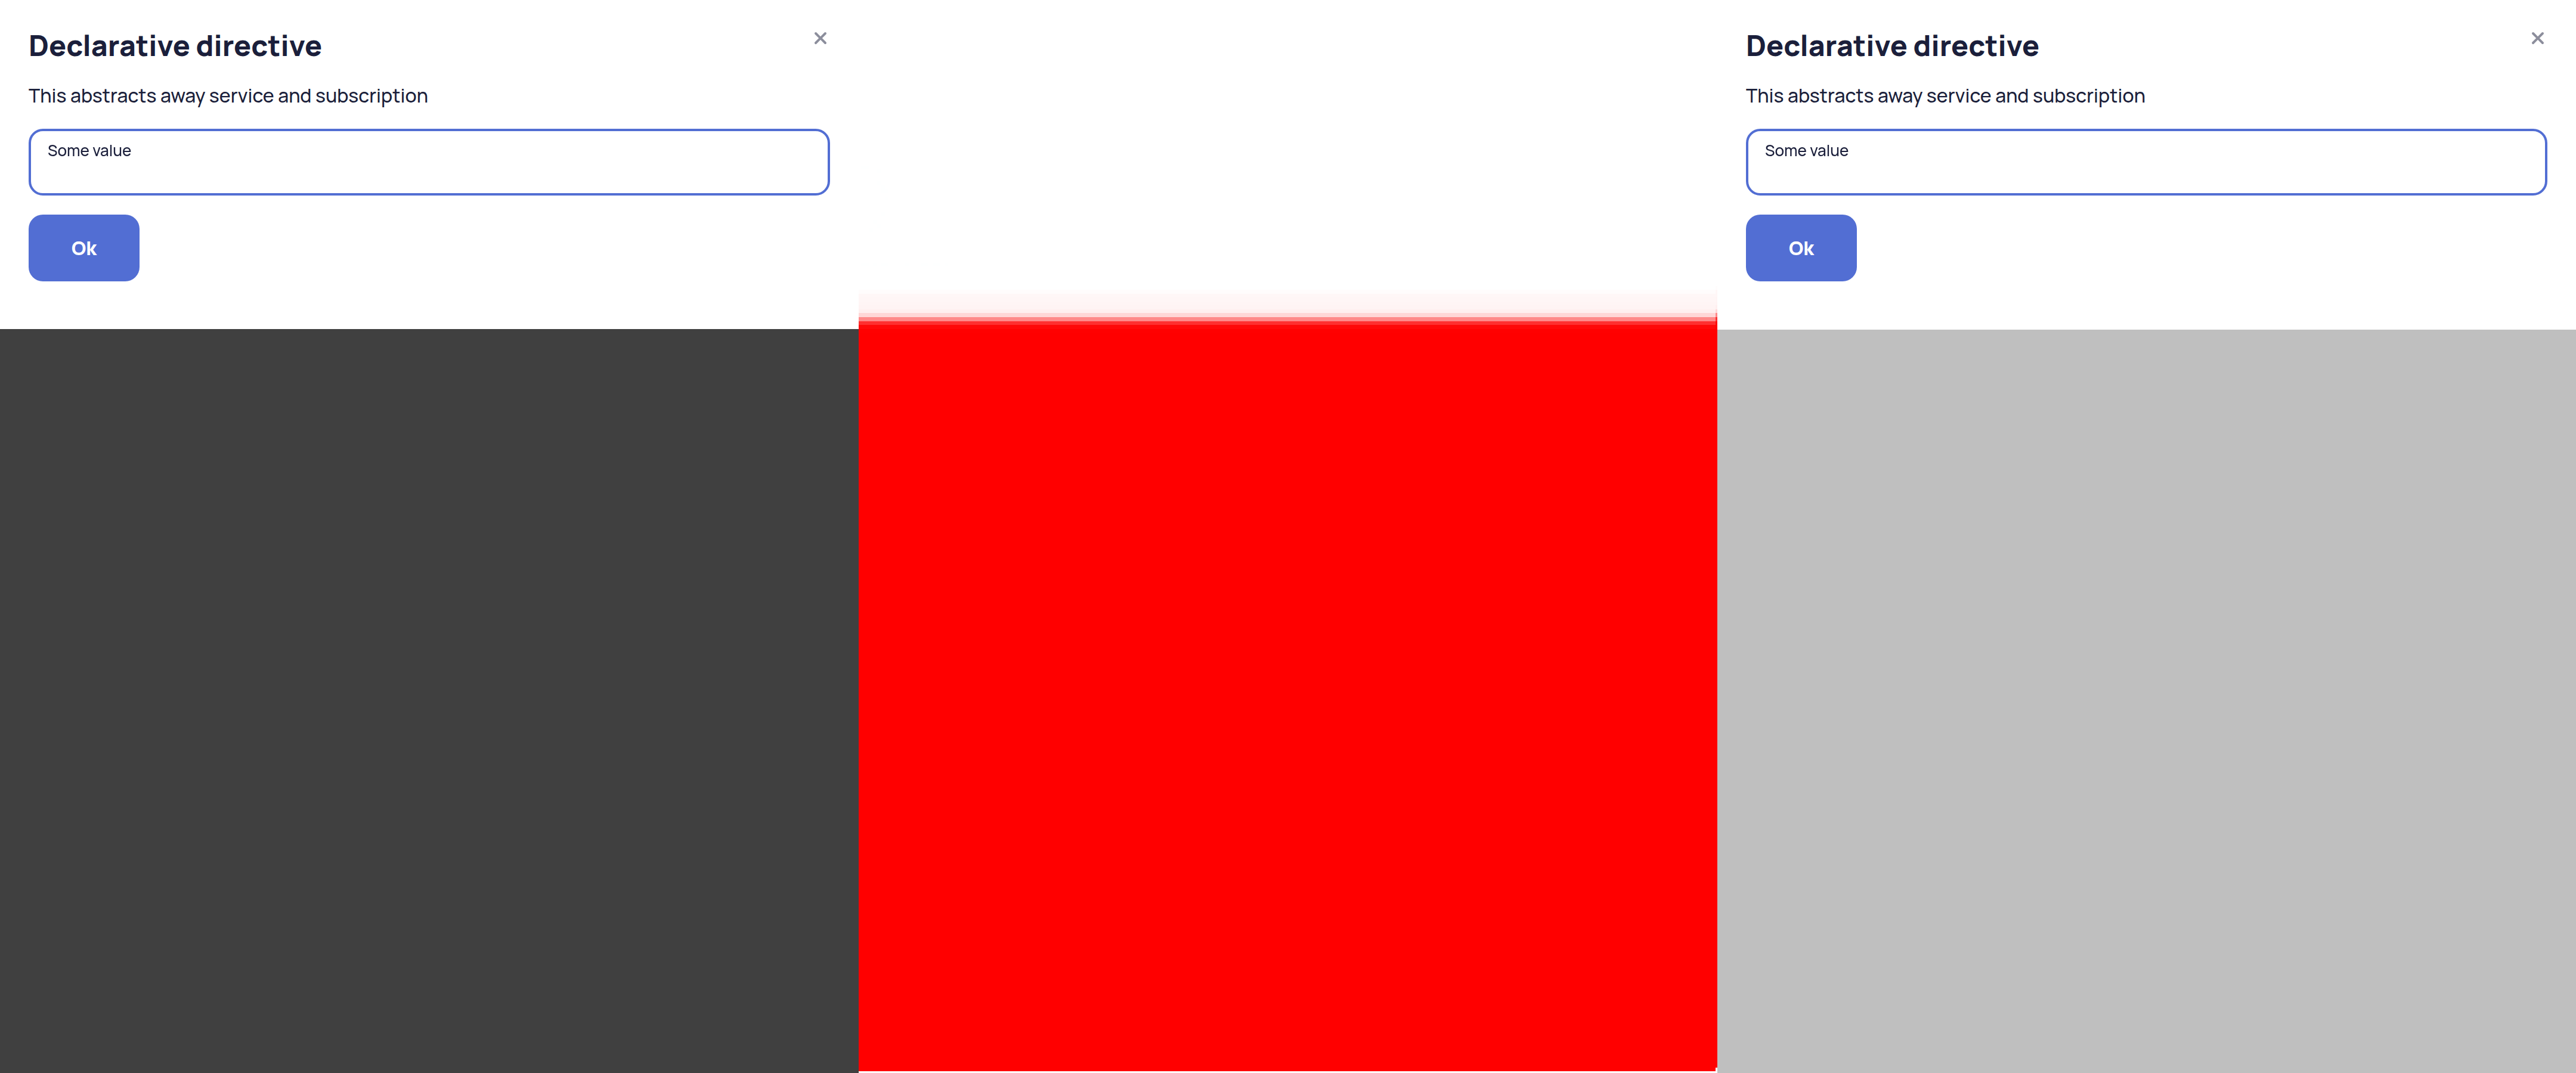 Declarative directive
This abstracts away service and subscription
Some value
Ok
Declarative directive
This abstracts away service and subscription
Some value
Ok